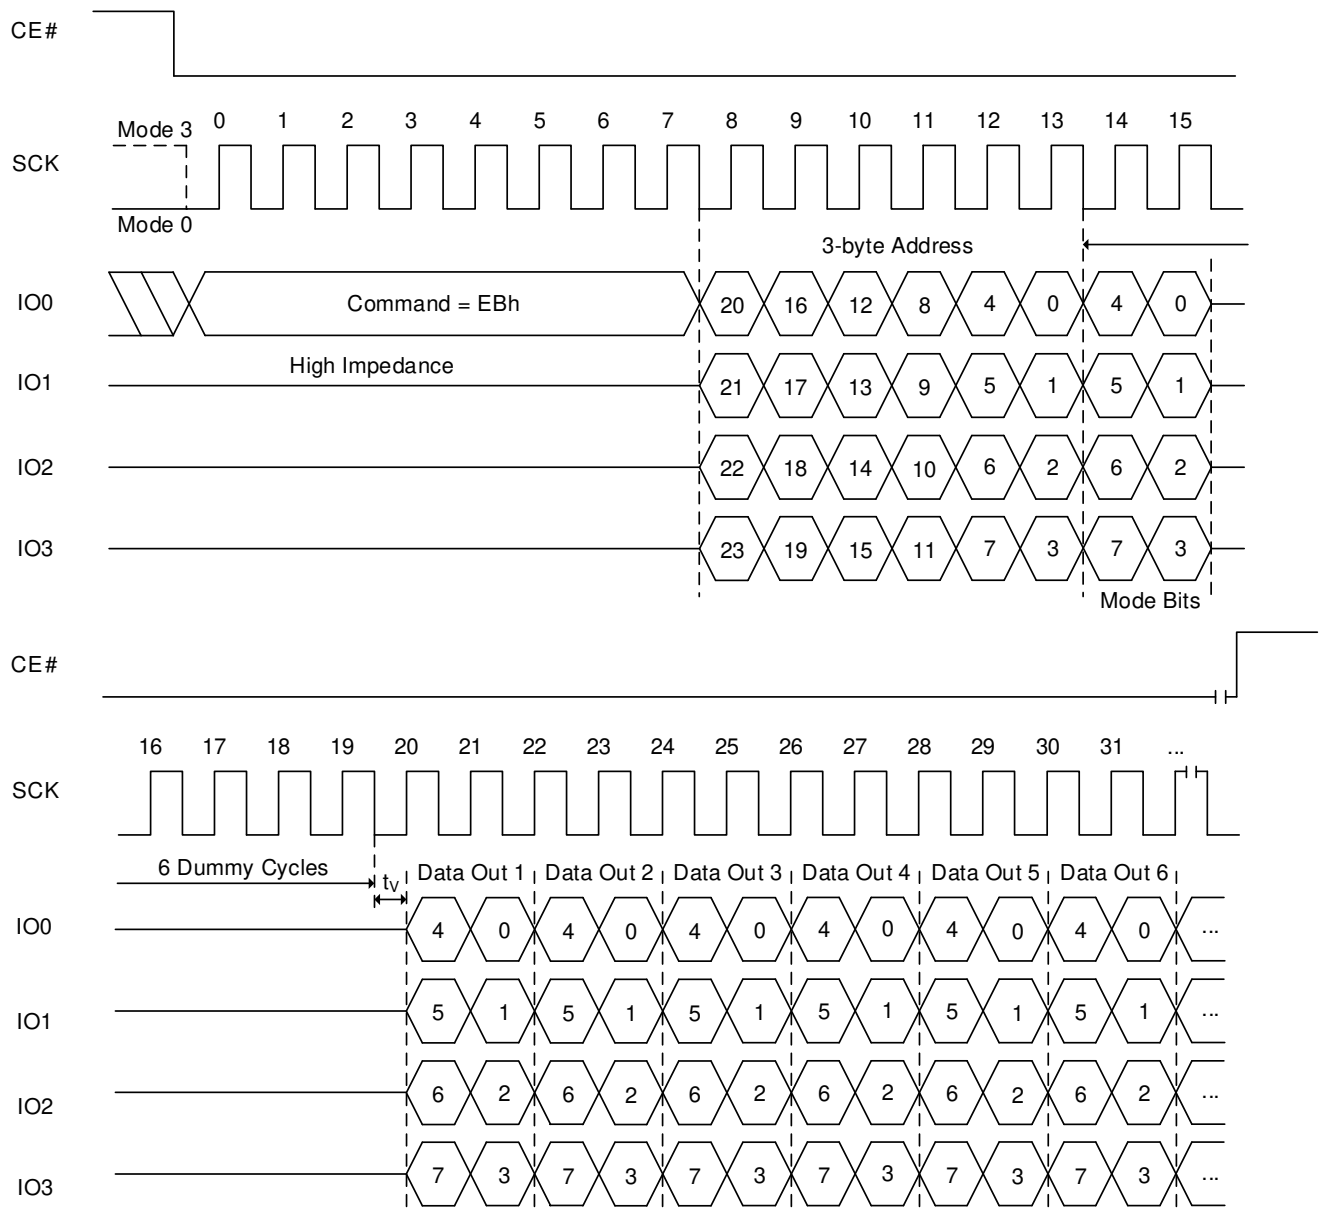 CE#
Mode 3 0 1 2 3 4 5 6 7 8 9 10 11 12 13 14 15
SCK
Mode 0
3-byte Address
IO0 Command = EBh 20 16 12 8 4 0 4 0
High Impedance
IO1 21 17 13 9 5 1 5 1
IO2 22 18 14 10 6 2 6 2
IO3 23 19 15 11 7 3 7 3
Mode Bits
CE#
16 17 18 19 20 21 22 23 24 25 26 27 28 29 30 31 ...
SCK
6 Dummy Cycles tV Data Out 1 Data Out 2 Data Out 3 Data Out 4 Data Out 5 Data Out 6
IO0 4 0 4 0 4 0 4 0 4 0 4 0 ...
IO1 5 1 5 1 5 1 5 1 5 1 5 1 ...
IO2 6 2 6 2 6 2 6 2 6 2 6 2 ...
IO3 7 3 7 3 7 3 7 3 7 3 7 3 ...